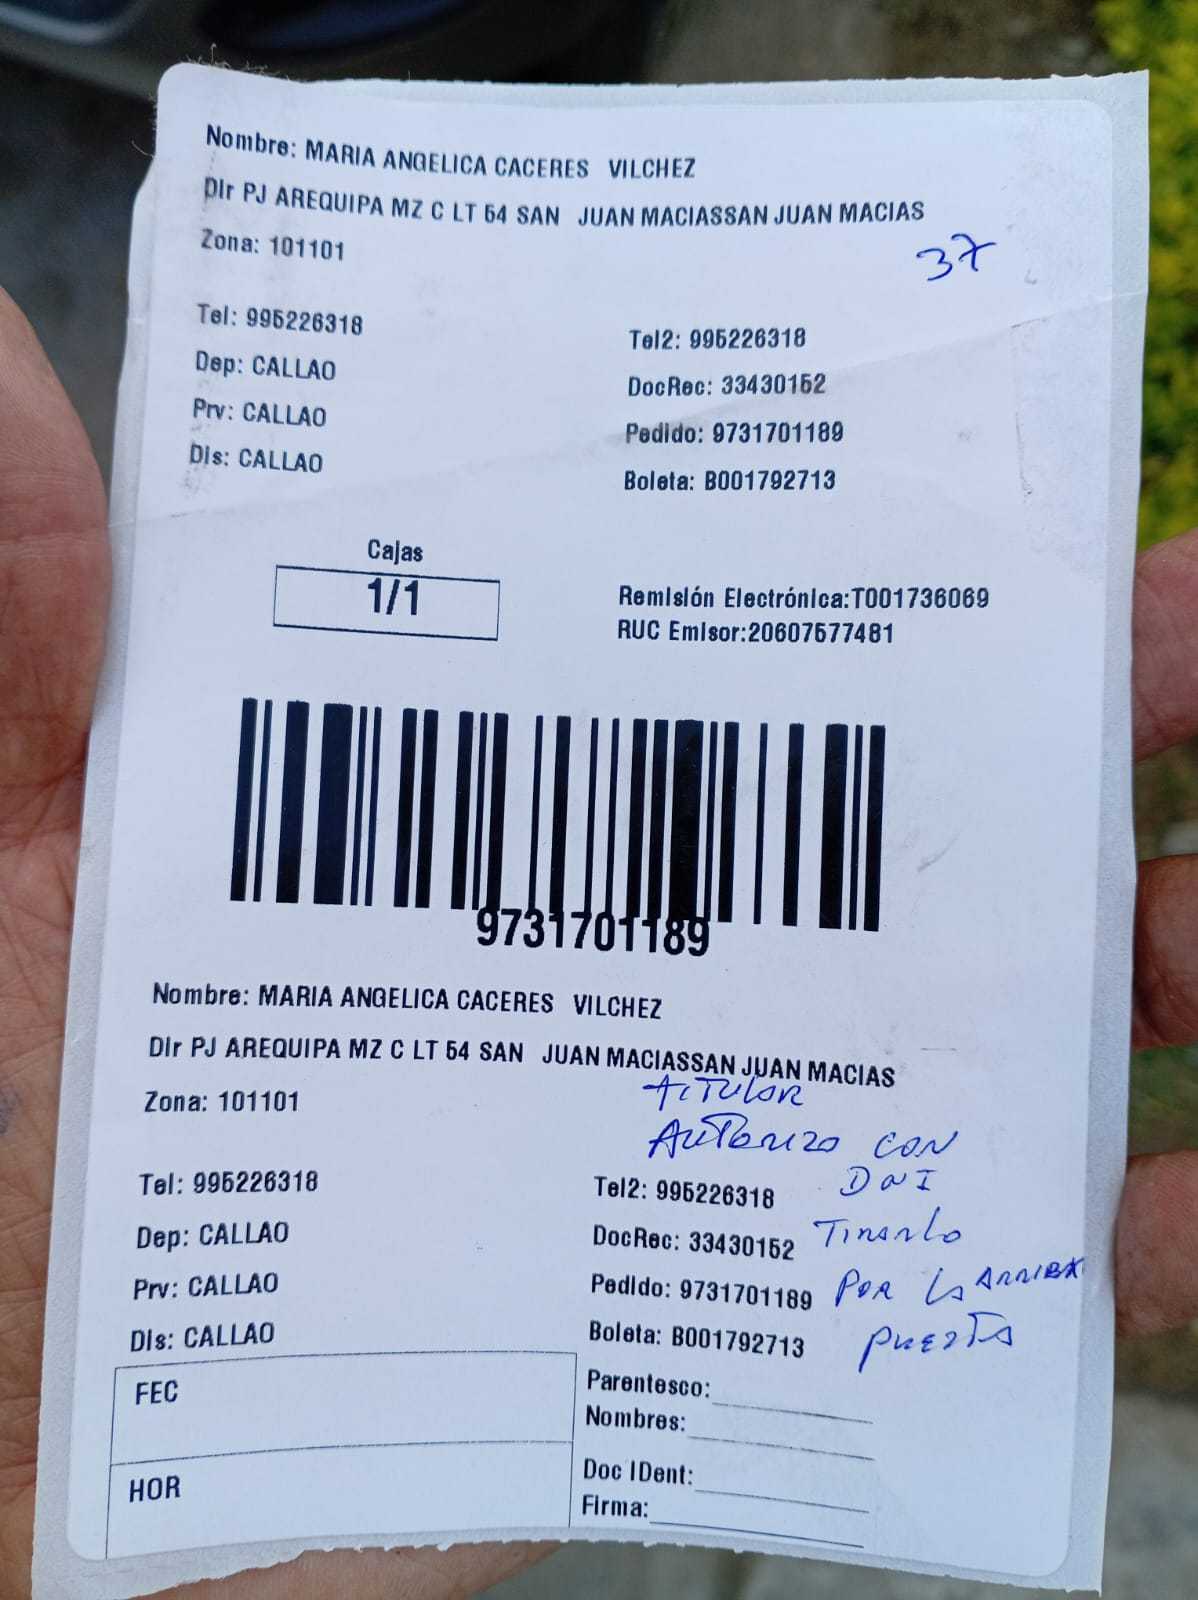 Nombre: MARIA ANGELICA CACERES VILCHEZ
Dir PJ AREQUIPA MZ C LT 54 SAN JUAN MACIASSAN JUAN MACIAS
Zona: 101101
37
Tel: 995226318
Tel2: 995226318
Dep: CALLAO
DocRec: 33430152
Prv: CALLAO
Pedido: 9731701189
Dis: CALLAO
Boleta: B001792713
Cajas
1/1
Remisión Electrónica:T001736069
RUC Emisor:20607577481
9731701189
Nombre: MARIA ANGELICA CACERES VILCHEZ
Dir PJ AREQUIPA MZ C LT 54 SAN JUAN MACIASSAN JUAN MACIAS
Zona: 101101
TITULAR
AUTORIZO CON
DNI
TIRARLO
POR LA ARRIBA
PUERTA
Tel: 995226318
Tel2: 995226318
Dep: CALLAO
DocRec: 33430152
Prv: CALLAO
Pedido: 9731701189
Dis: CALLAO
Boleta: B001792713
FEC
Parentesco:
Nombres:
HOR
Doc IDent:
Firma: